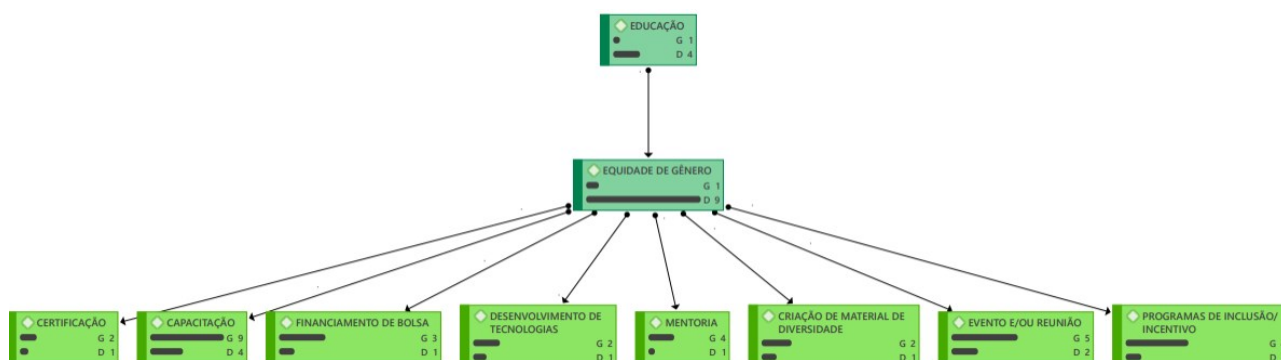 EDUCAÇÃO
G 1
D 4
EQUIDADE DE GÊNERO
G 1
D 9
CERTIFICAÇÃO
G 2
D 1
CAPACITAÇÃO
G 9
D 4
FINANCIAMENTO DE BOLSA
G 3
D 1
DESENVOLVIMENTO DE
TECNOLOGIAS
G 2
D 1
MENTORIA
G 4
D 1
CRIAÇÃO DE MATERIAL DE
DIVERSIDADE
G 2
D 1
EVENTO E/OU REUNIÃO
G 5
D 2
PROGRAMAS DE INCLUSÃO/
INCENTIVO
G
D